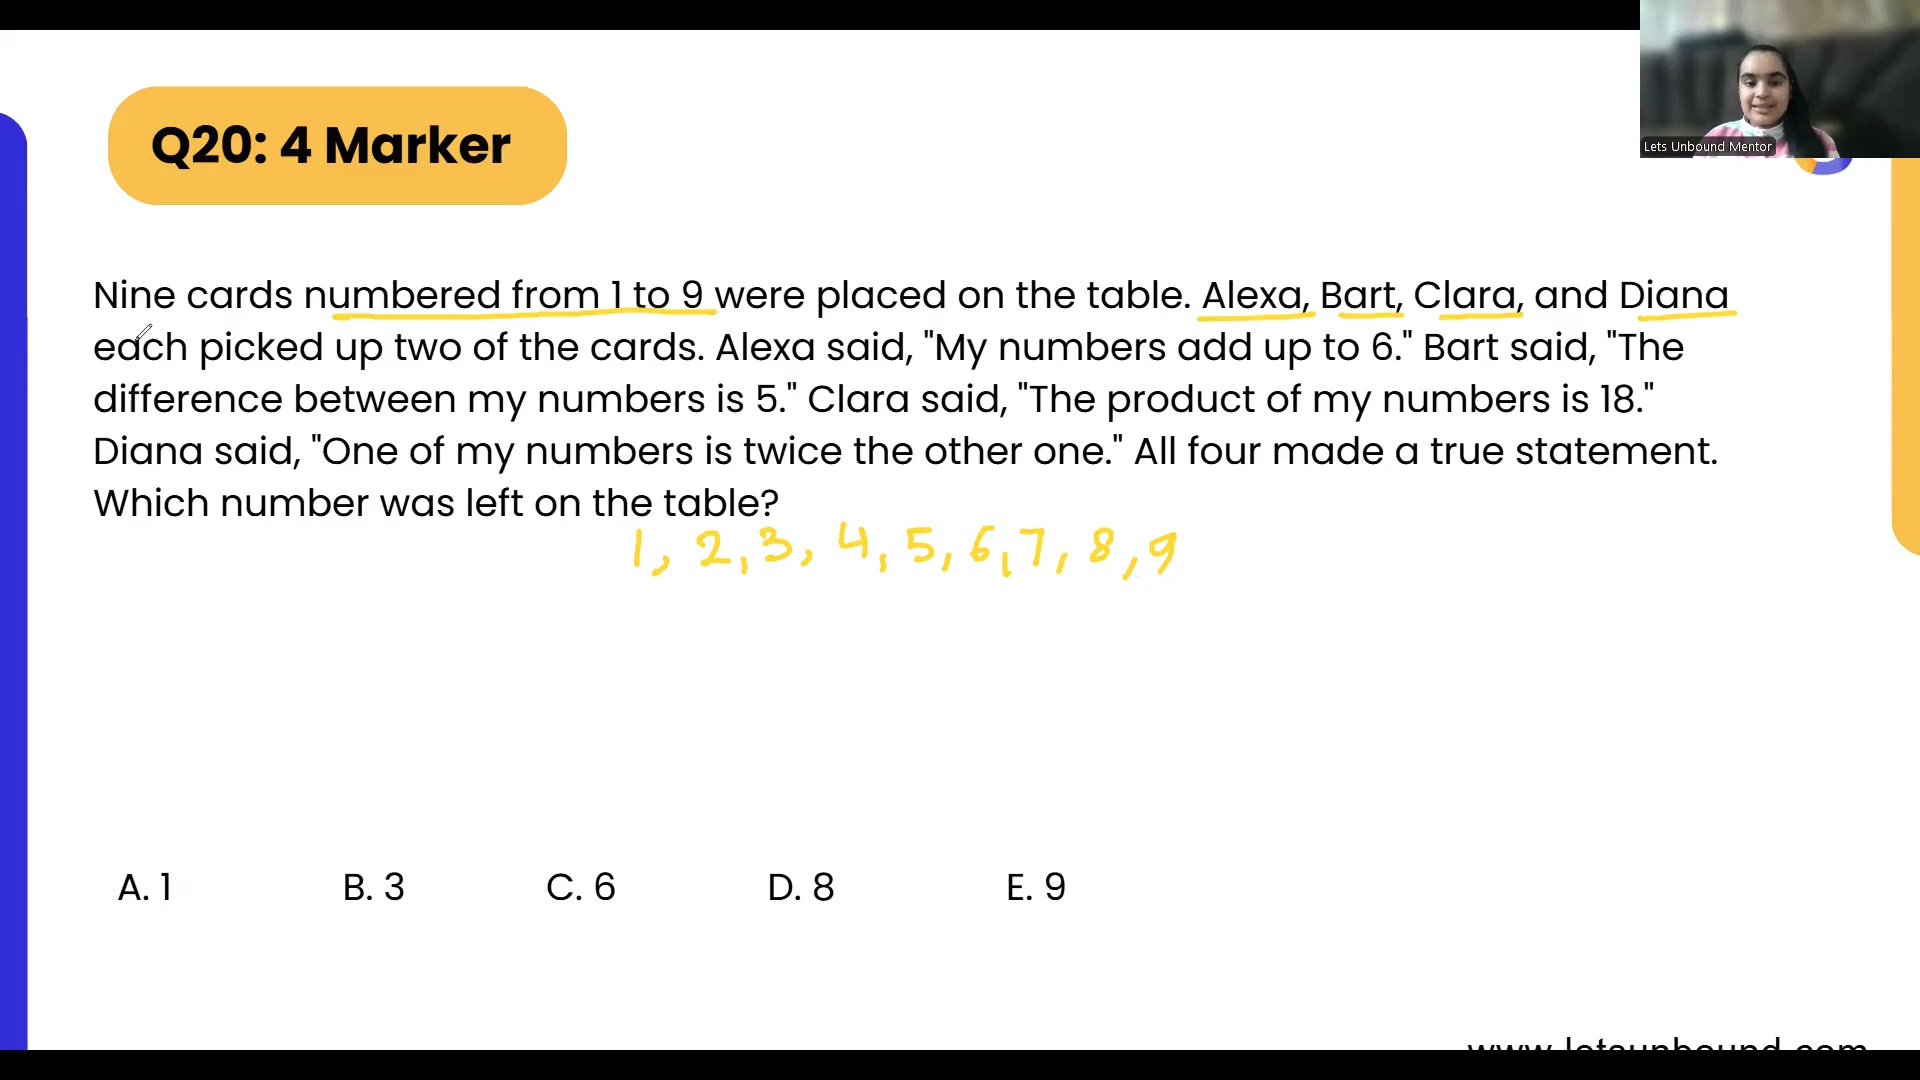 Lets Unbound Mentor
Q20: 4 Marker
Nine cards numbered from 1 to 9 were placed on the table. Alexa, Bart, Clara, and Diana
each picked up two of the cards. Alexa said, "My numbers add up to 6." Bart said, "The
difference between my numbers is 5." Clara said, "The product of my numbers is 18."
Diana said, "One of my numbers is twice the other one." All four made a true statement.
Which number was left on the table?
1, 2, 3, 4, 5, 6, 7, 8, 9
A. 1 B. 3 C. 6 D. 8 E. 9
www.letsunbound.com